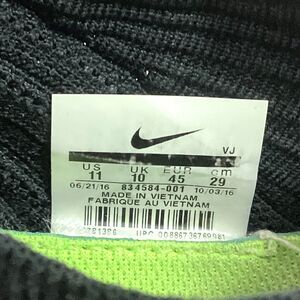 VJ
US UK EUR cm
11 10 45 29
06/21/16 834584-001 10/03/16
MADE IN VIETNAM
FABRIQUE AU VIETNAM
UPC